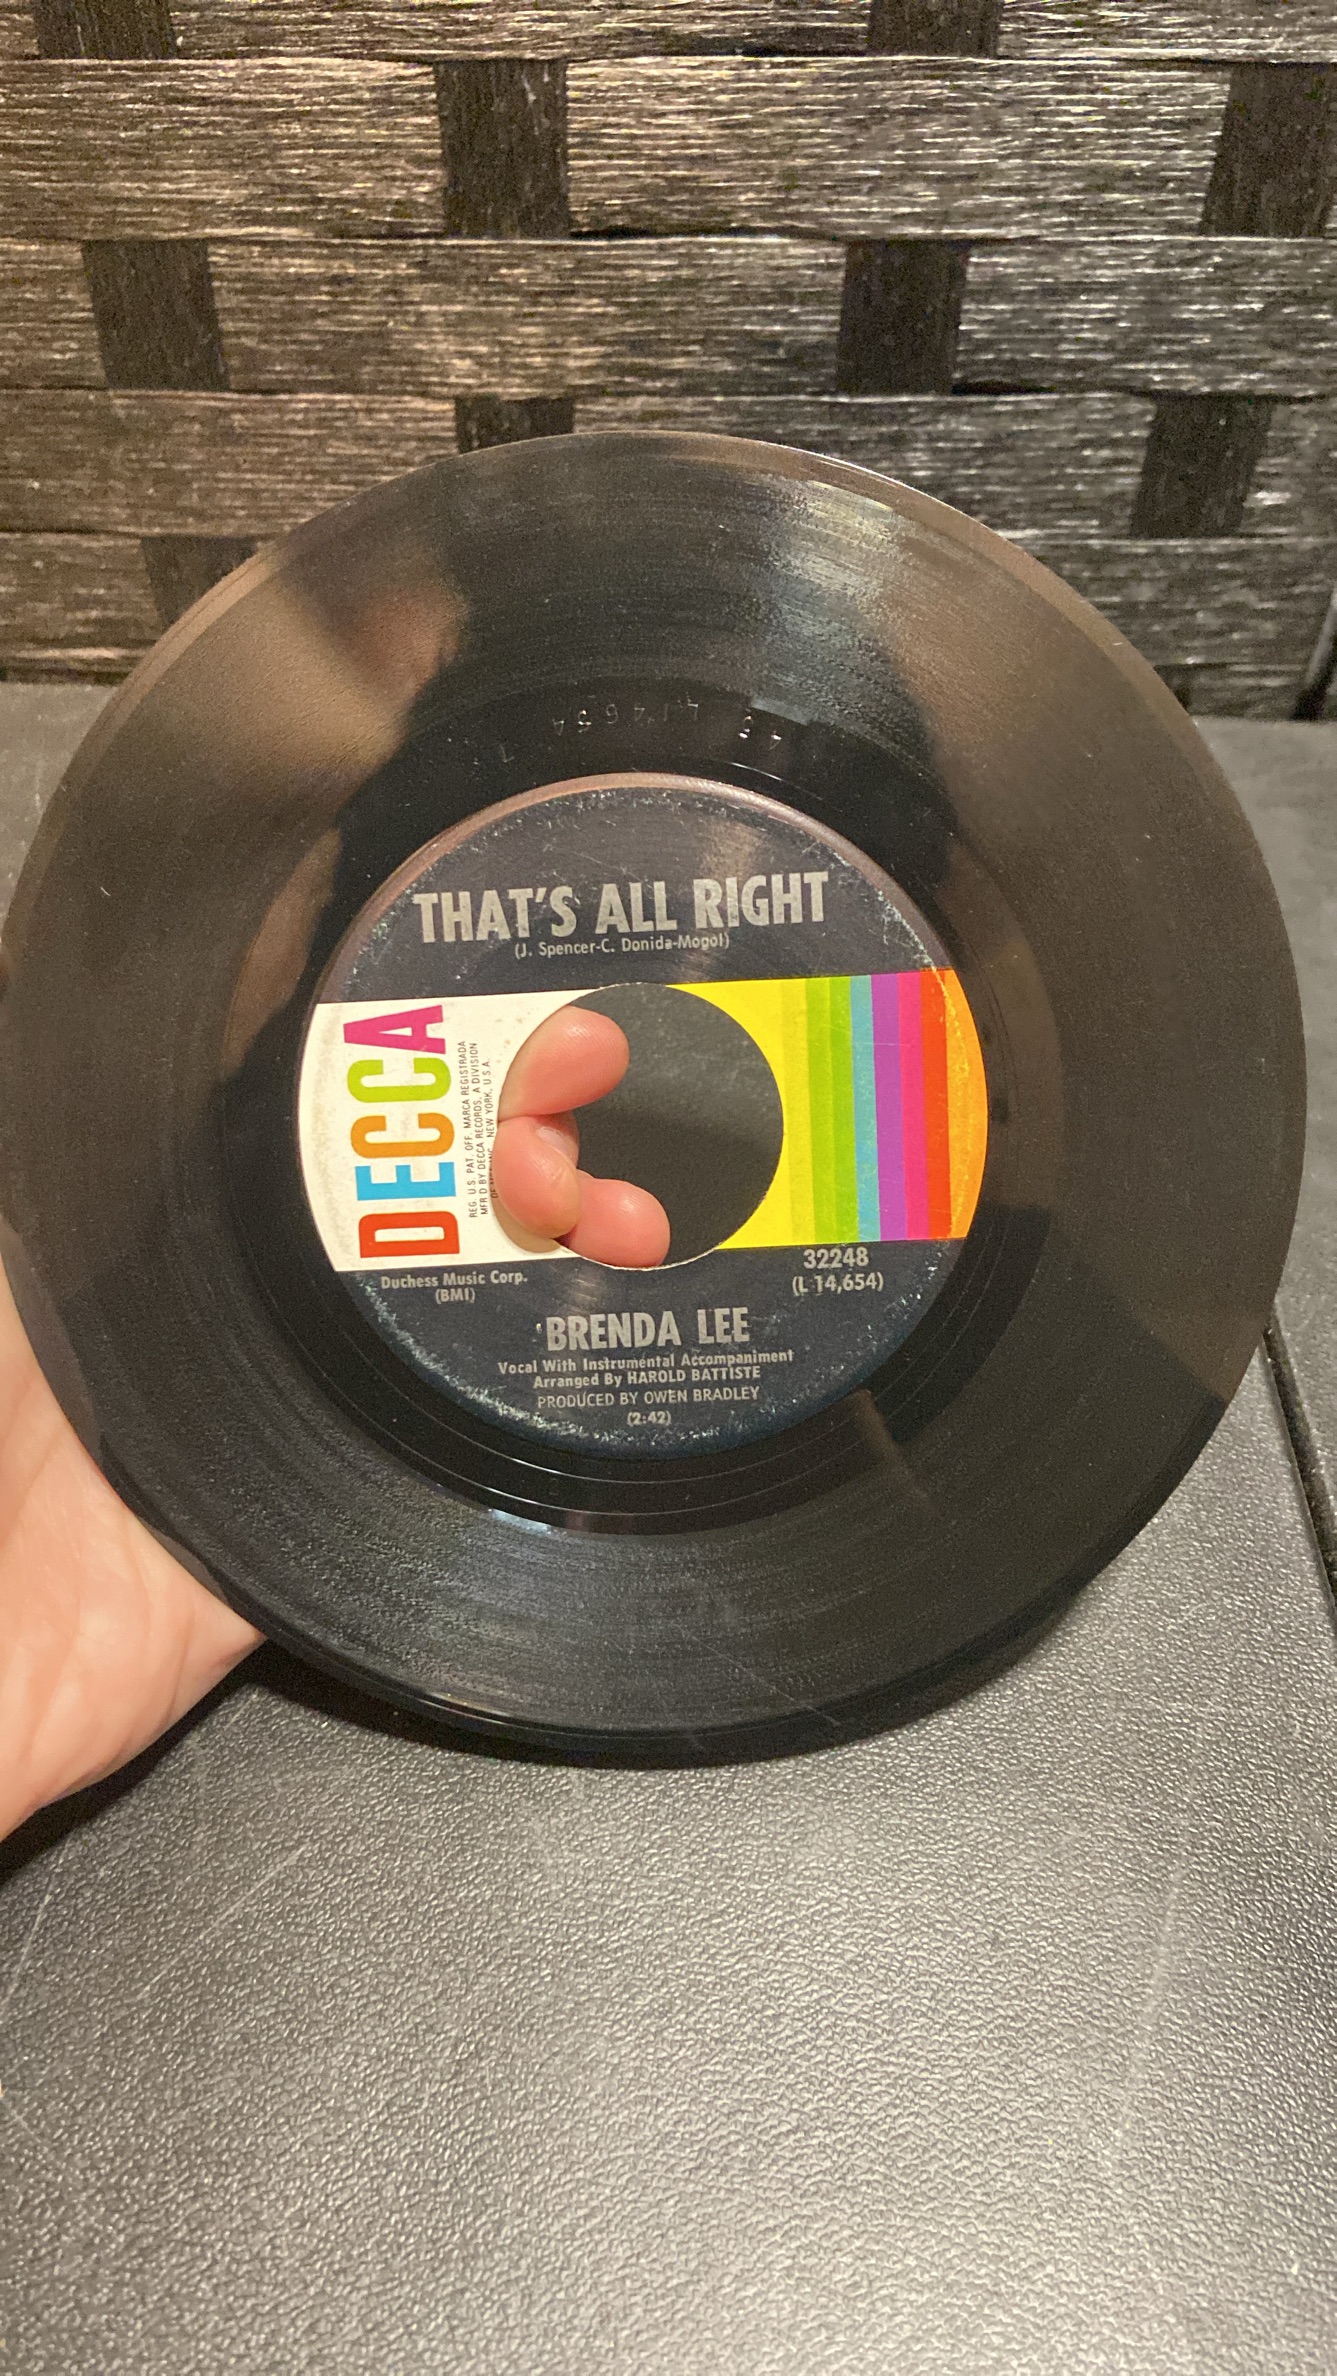 45 L14654
THAT'S ALL RIGHT
(J. Spencer-C. Donida-Mogol)
DECCA
REG. U.S. PAT. OFF. MARCA REGISTRADA
MFR'D BY DECCA RECORDS, A DIVISION
NEW YORK, U.S.A.
Duchess Music Corp.
(BMI)
32248
(L 14,654)
BRENDA LEE
Vocal With Instrumental Accompaniment
Arranged By HAROLD BATTISTE
PRODUCED BY OWEN BRADLEY
(2:42)